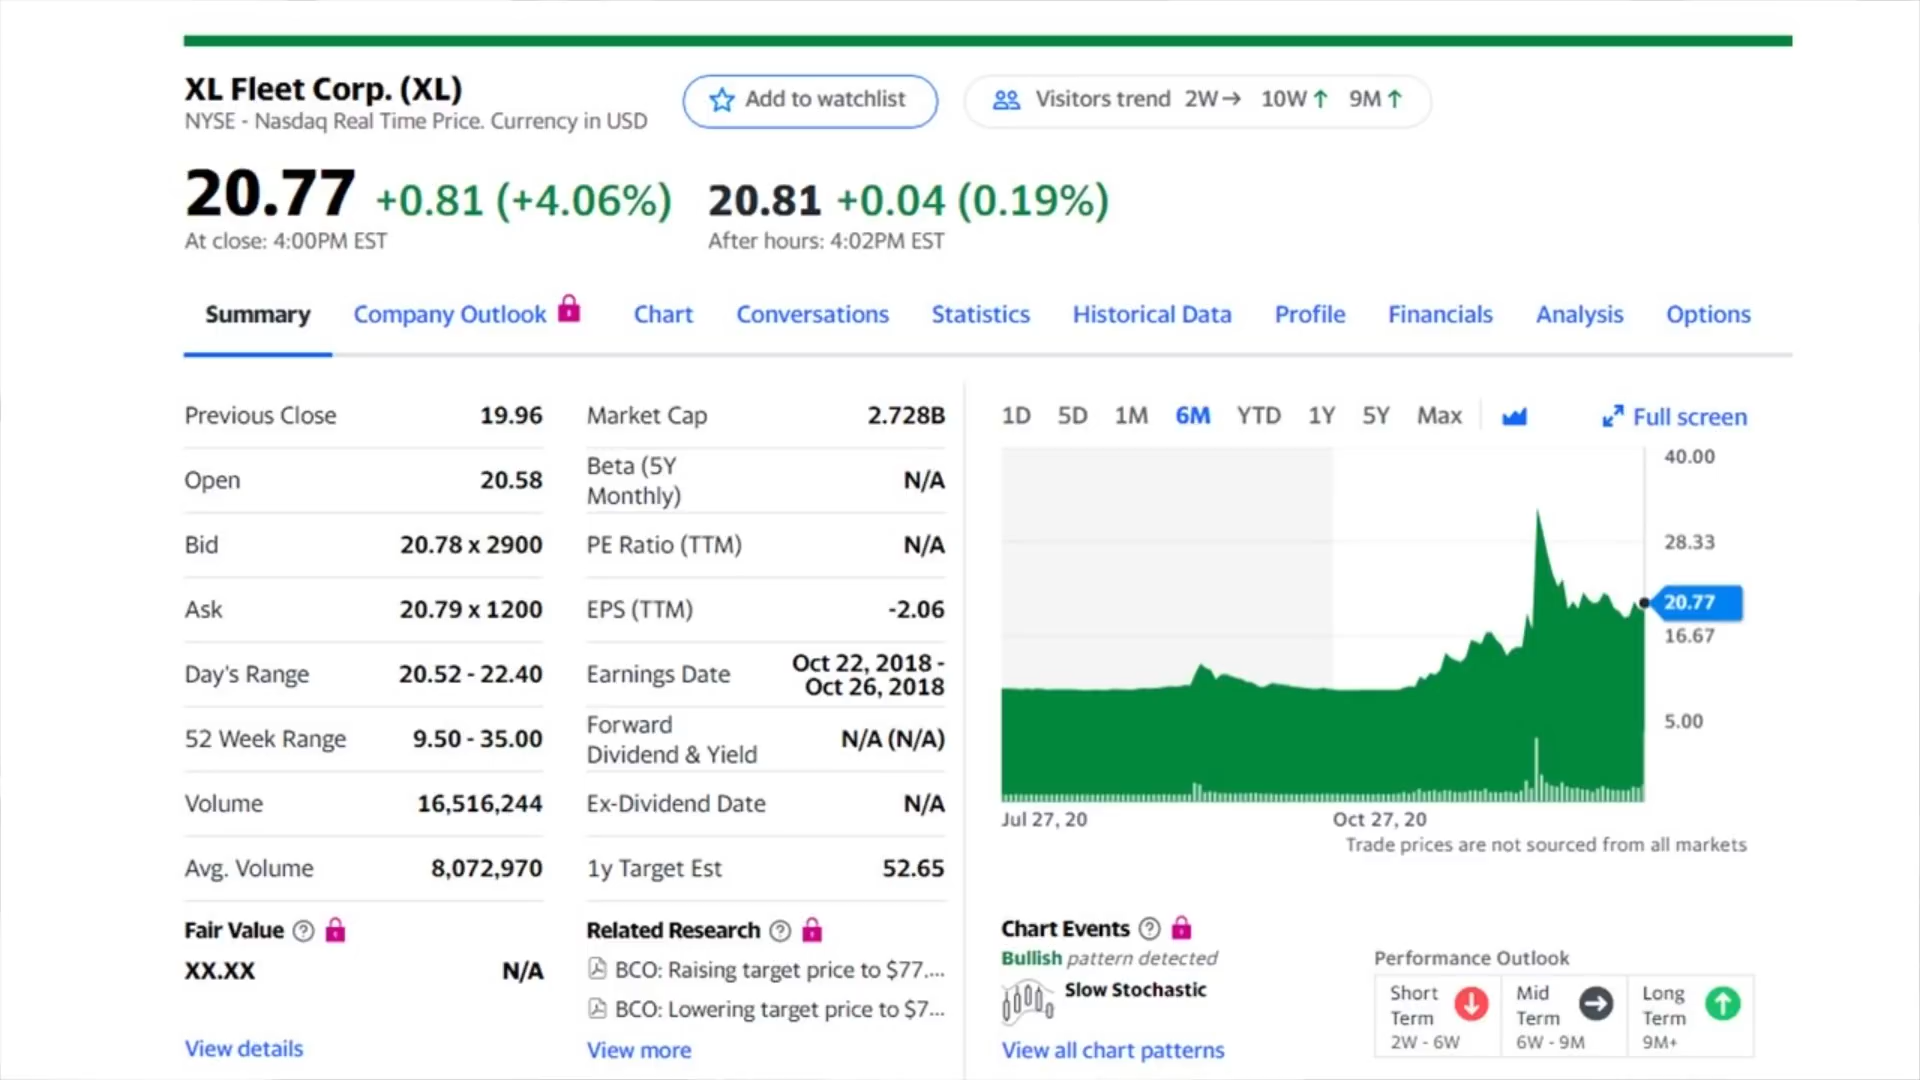 XL Fleet Corp. (XL)
NYSE - Nasdaq Real Time Price. Currency in USD
Add to watchlist
Visitors trend 2W→ 10W↑ 9M↑
20.77 +0.81 (+4.06%)
At close: 4:00PM EST
20.81 +0.04 (0.19%)
After hours: 4:02PM EST
Summary Company Outlook Chart Conversations Statistics Historical Data Profile Financials Analysis Options
Previous Close 19.96
Open 20.58
Bid 20.78 x 2900
Ask 20.79 x 1200
Day's Range 20.52 - 22.40
52 Week Range 9.50 - 35.00
Volume 16,516,244
Avg. Volume 8,072,970
Market Cap 2.728B
Beta (5Y
Monthly) N/A
PE Ratio (TTM) N/A
EPS (TTM) -2.06
Earnings Date Oct 22, 2018 -
Oct 26, 2018
Forward
Dividend & Yield N/A (N/A)
Ex-Dividend Date N/A
1y Target Est 52.65
1D 5D 1M 6M YTD 1Y 5Y Max Full screen
40.00
28.33
20.77
16.67
5.00
Jul 27, 20 Oct 27, 20
Trade prices are not sourced from all markets
Fair Value
XX.XX N/A
View details
Related Research
BCO: Raising target price to $77....
BCO: Lowering target price to $7...
View more
Chart Events
Bullish pattern detected
Slow Stochastic
View all chart patterns
Performance Outlook
Short
Term
2W - 6W
Mid
Term
6W - 9M
Long
Term
9M+